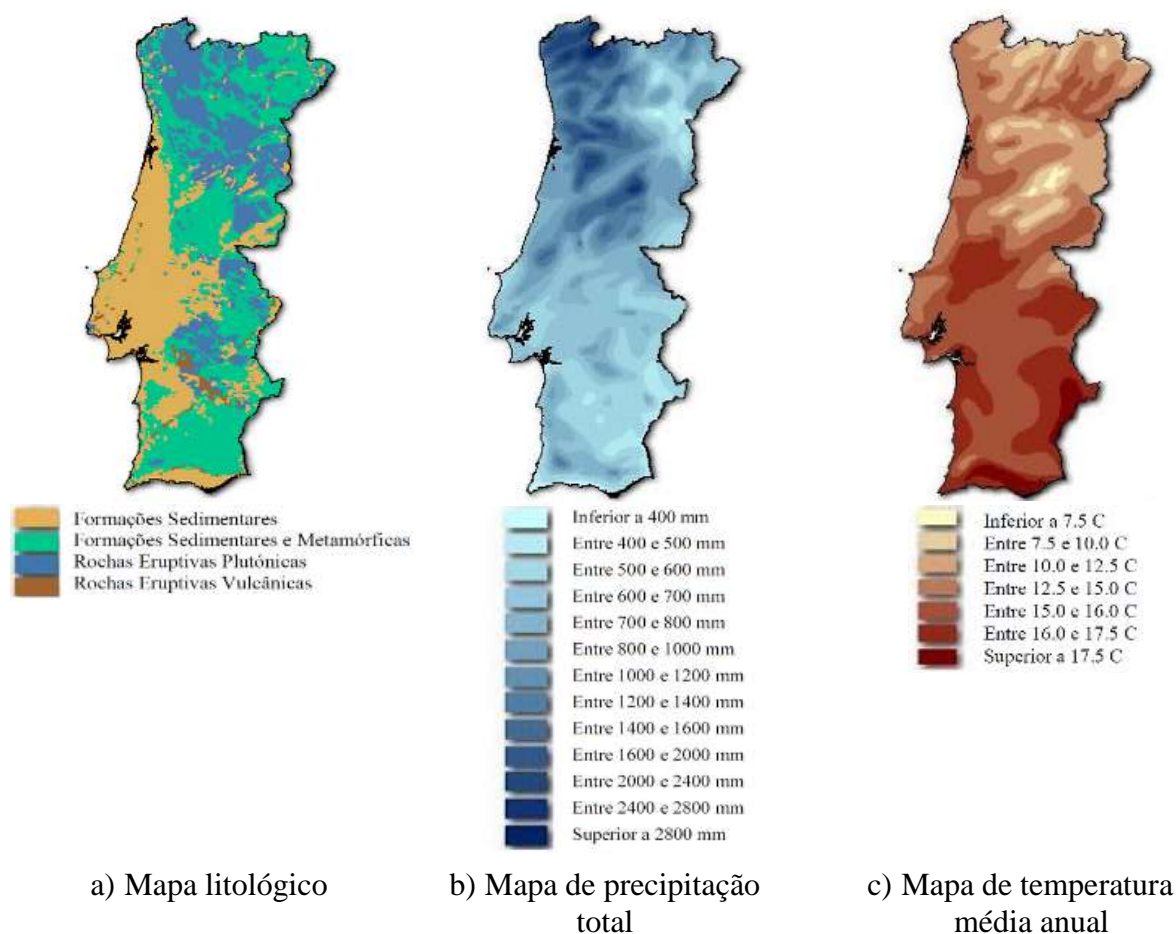 Formações Sedimentares
Formações Sedimentares e Metamórficas
Rochas Eruptivas Plutónicas
Rochas Eruptivas Vulcânicas
Inferior a 400 mm
Entre 400 e 500 mm
Entre 500 e 600 mm
Entre 600 e 700 mm
Entre 700 e 800 mm
Entre 800 e 1000 mm
Entre 1000 e 1200 mm
Entre 1200 e 1400 mm
Entre 1400 e 1600 mm
Entre 1600 e 2000 mm
Entre 2000 e 2400 mm
Entre 2400 e 2800 mm
Superior a 2800 mm
Inferior a 7.5 C
Entre 7.5 e 10.0 C
Entre 10.0 e 12.5 C
Entre 12.5 e 15.0 C
Entre 15.0 e 16.0 C
Entre 16.0 e 17.5 C
Superior a 17.5 C
a) Mapa litológico
b) Mapa de precipitação
total
c) Mapa de temperatura
média anual